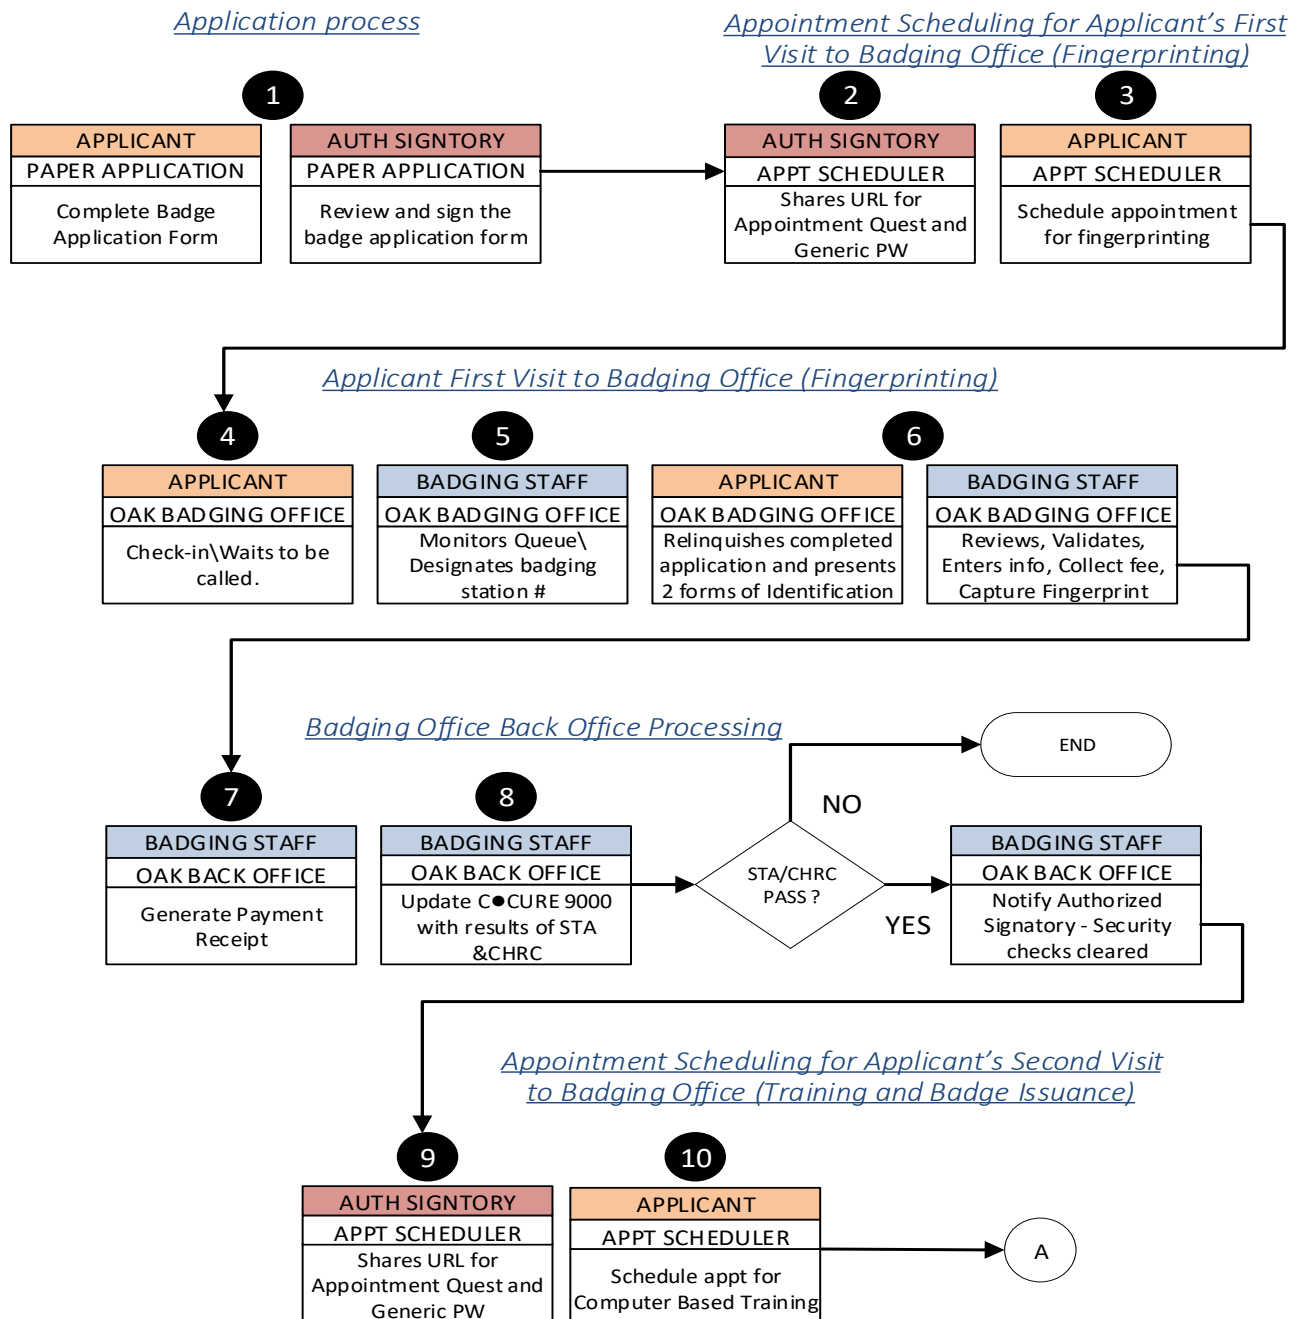 Application process
Appointment Scheduling for Applicant's First
Visit to Badging Office (Fingerprinting)
1
2
3
APPLICANT
PAPER APPLICATION
Complete Badge
Application Form
AUTH SIGNTORY
PAPER APPLICATION
Review and sign the
badge application form
AUTH SIGNTORY
APPT SCHEDULER
Shares URL for
Appointment Quest and
Generic PW
APPLICANT
APPT SCHEDULER
Schedule appointment
for fingerprinting
Applicant First Visit to Badging Office (Fingerprinting)
4
5
6
APPLICANT
OAK BADGING OFFICE
Check-in\Waits to be
called.
BADGING STAFF
OAK BADGING OFFICE
Monitors Queue\
Designates badging
station #
APPLICANT
OAK BADGING OFFICE
Relinquishes completed
application and presents
2 forms of Identification
BADGING STAFF
OAK BADGING OFFICE
Reviews, Validates,
Enters info, Collect fee,
Capture Fingerprint
Badging Office Back Office Processing
END
7
8
NO
BADGING STAFF
OAK BACK OFFICE
Generate Payment
Receipt
BADGING STAFF
OAK BACK OFFICE
Update C●CURE 9000
with results of STA
&CHRC
STA/CHRC
PASS ?
YES
BADGING STAFF
OAK BACK OFFICE
Notify Authorized
Signatory - Security
checks cleared
Appointment Scheduling for Applicant's Second Visit
to Badging Office (Training and Badge Issuance)
9
10
AUTH SIGNTORY
APPT SCHEDULER
Shares URL for
Appointment Quest and
Generic PW
APPLICANT
APPT SCHEDULER
Schedule appt for
Computer Based Training
A